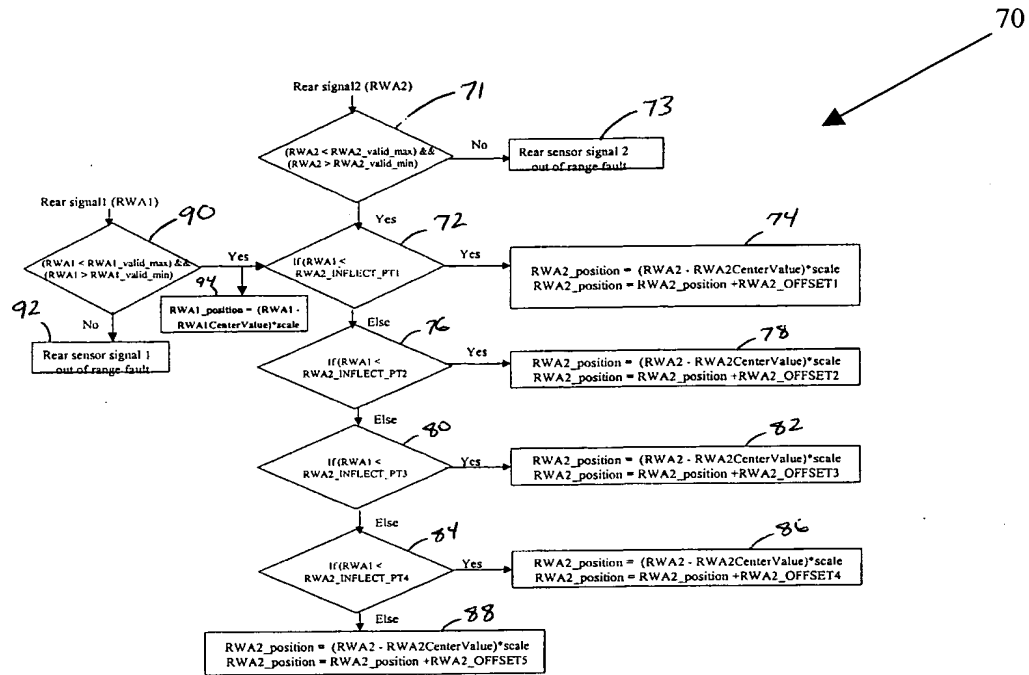 70
Rear signal2 (RWA2)
71
(RWA2 < RWA2_valid_max) &&
(RWA2 > RWA2_valid_min)
No
73
Rear sensor signal 2
out of range fault
Rear signal1 (RWA1)
90
(RWA1 < RWA1_valid_max) &&
(RWA1 > RWA1_valid_min)
Yes
Yes
72
If(RWA1 <
RWA2_INFLECT_PT1
Yes
74
RWA2_position = (RWA2 - RWA2CenterValue)*scale
RWA2_position = RWA2_position +RWA2_OFFSET1
94
RWA1_position = (RWA1 -
RWA1CenterValue)*scale
92
No
Rear sensor signal 1
out of range fault
Else
76
If(RWA1 <
RWA2_INFLECT_PT2
Yes
78
RWA2_position = (RWA2 - RWA2CenterValue)*scale
RWA2_position = RWA2_position +RWA2_OFFSET2
Else
80
If(RWA1 <
RWA2_INFLECT_PT3
Yes
82
RWA2_position = (RWA2 - RWA2CenterValue)*scale
RWA2_position = RWA2_position +RWA2_OFFSET3
Else
84
If(RWA1 <
RWA2_INFLECT_PT4
Yes
86
RWA2_position = (RWA2 - RWA2CenterValue)*scale
RWA2_position = RWA2_position +RWA2_OFFSET4
Else
88
RWA2_position = (RWA2 - RWA2CenterValue)*scale
RWA2_position = RWA2_position +RWA2_OFFSET5